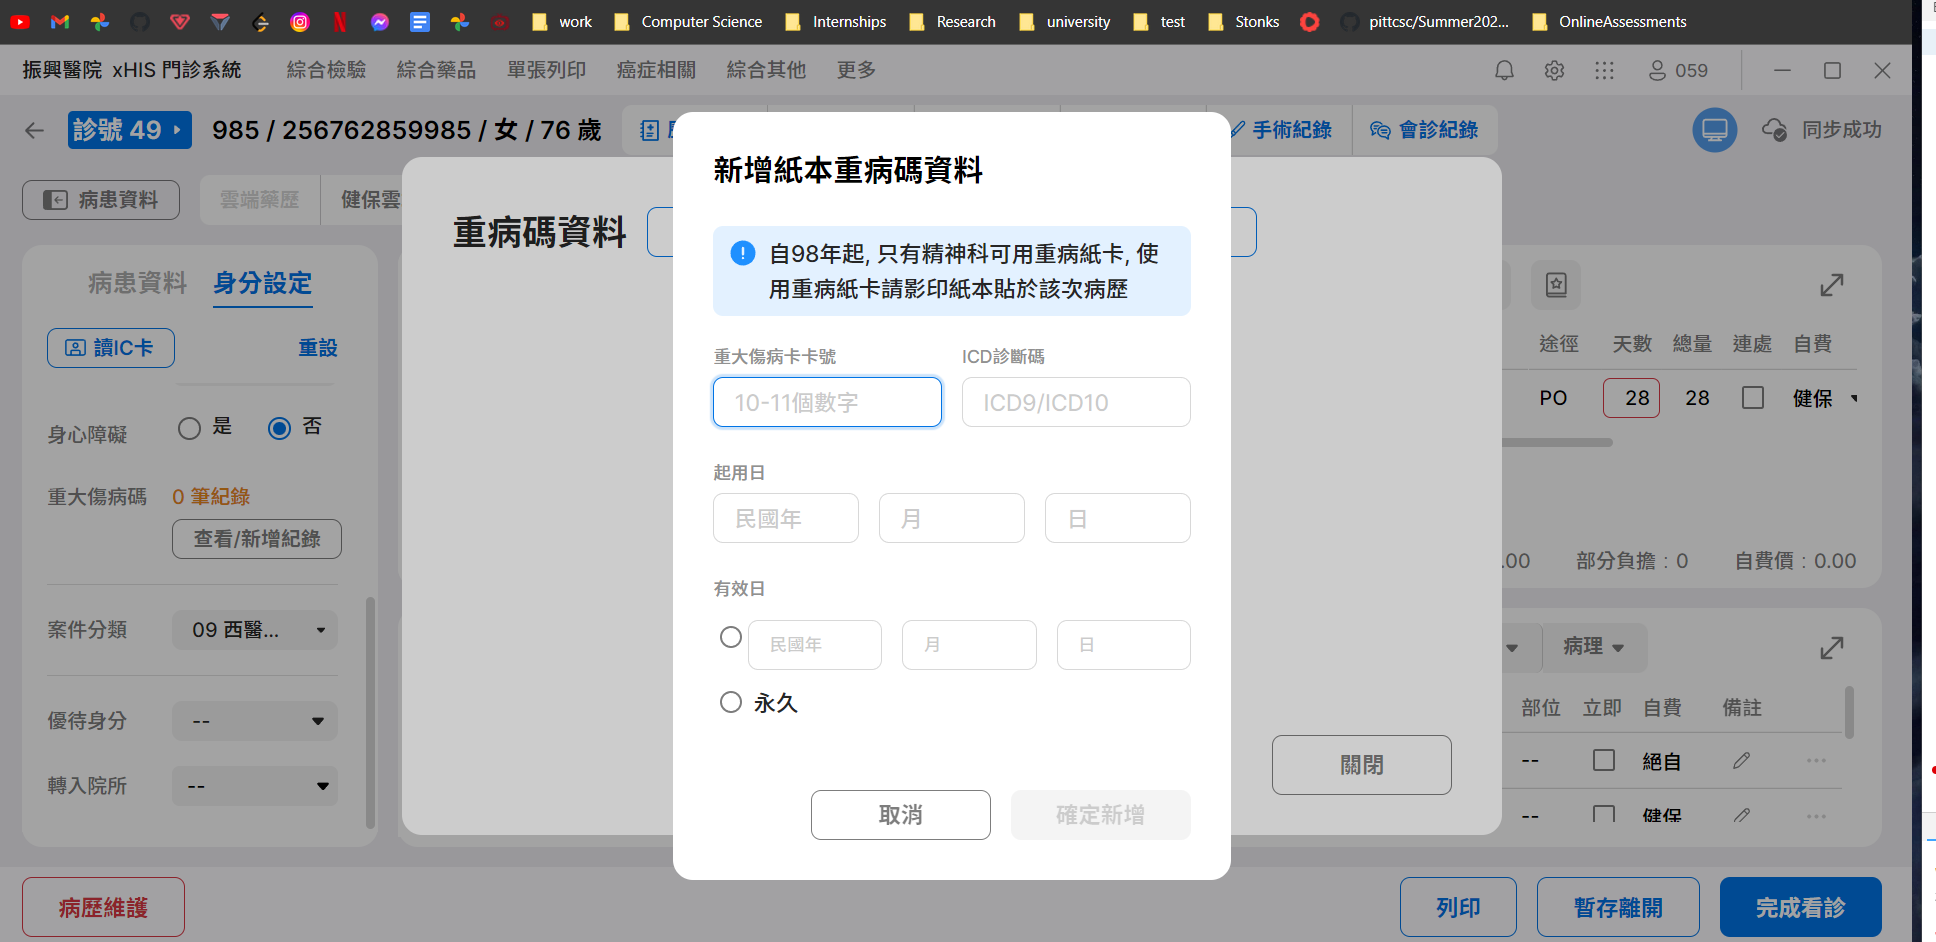 work
Computer Science
Internships
Research
university
test
Stonks
pittcsc/Summer202...
OnlineAssessments
振興醫院 xHIS 門診系統
綜合檢驗
綜合藥品
單張列印
癌症相關
綜合其他
更多
059
診號 49
985 / 256762859985 / 女 / 76 歲
手術紀錄
會診紀錄
同步成功
病患資料
雲端藥歷
健保雲
病患資料
身分設定
讀IC卡
重設
身心障礙
是
否
重大傷病碼
0 筆紀錄
查看/新增紀錄
案件分類
09 西醫...
優待身分
--
轉入院所
--
重病碼資料
新增紙本重病碼資料
自98年起, 只有精神科可用重病紙卡, 使
用重病紙卡請影印紙本貼於該次病歷
重大傷病卡卡號
ICD診斷碼
10-11個數字
ICD9/ICD10
起用日
民國年
月
日
有效日
民國年
月
日
永久
取消
確定新增
關閉
途徑
天數
總量
連處
自費
PO
28
28
健保
.00
部分負擔：0
自費價：0.00
病理
部位
立即
自費
備註
--
絕自
--
健保
病歷維護
列印
暫存離開
完成看診